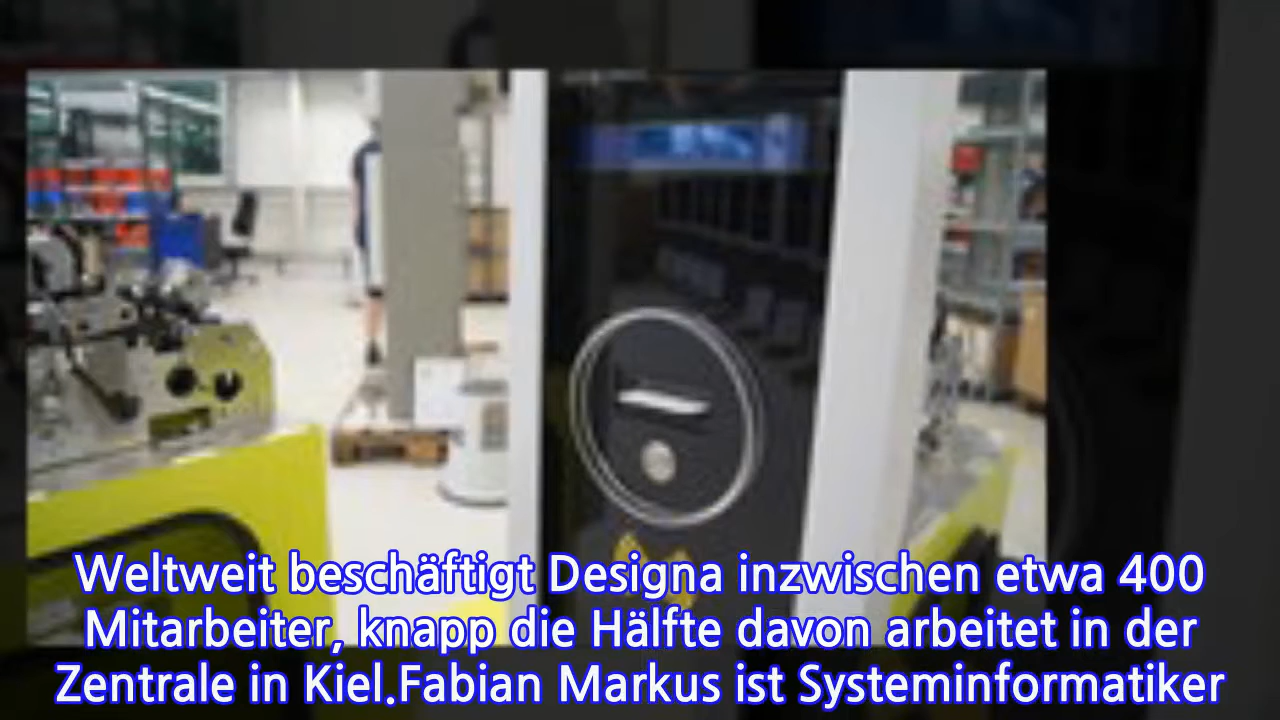 Weltweit beschäftigt Designa inzwischen etwa 400
Mitarbeiter, knapp die Hälfte davon arbeitet in der
Zentrale in Kiel.Fabian Markus ist Systeminformatiker